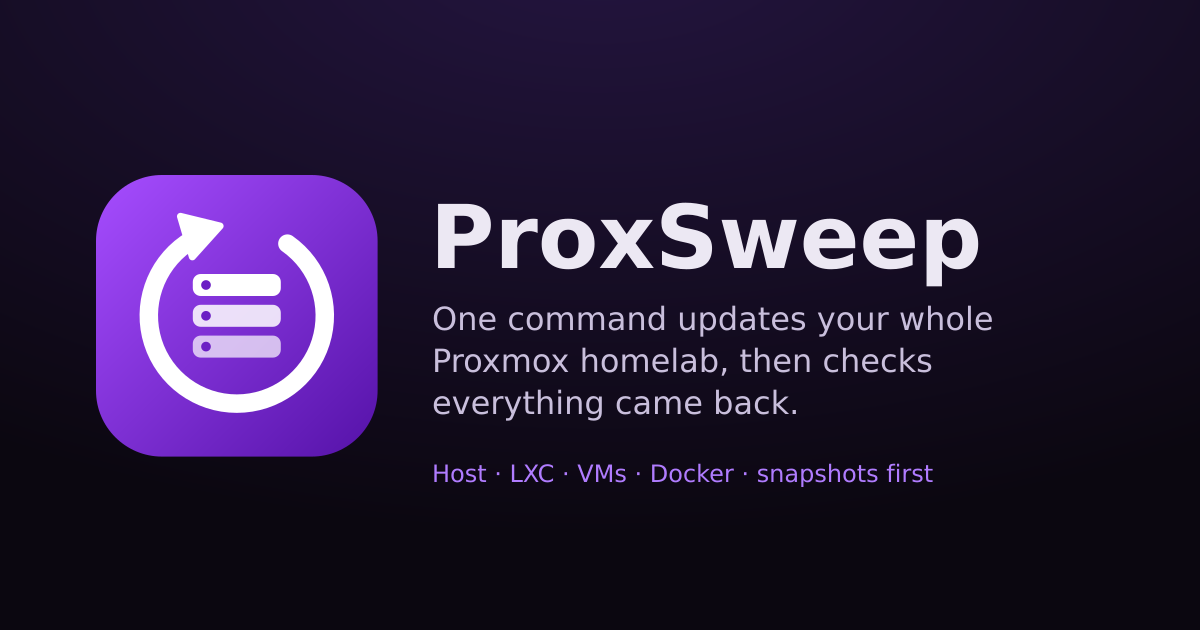 ProxSweep
One command updates your whole
Proxmox homelab, then checks
everything came back.
Host · LXC · VMs · Docker · snapshots first